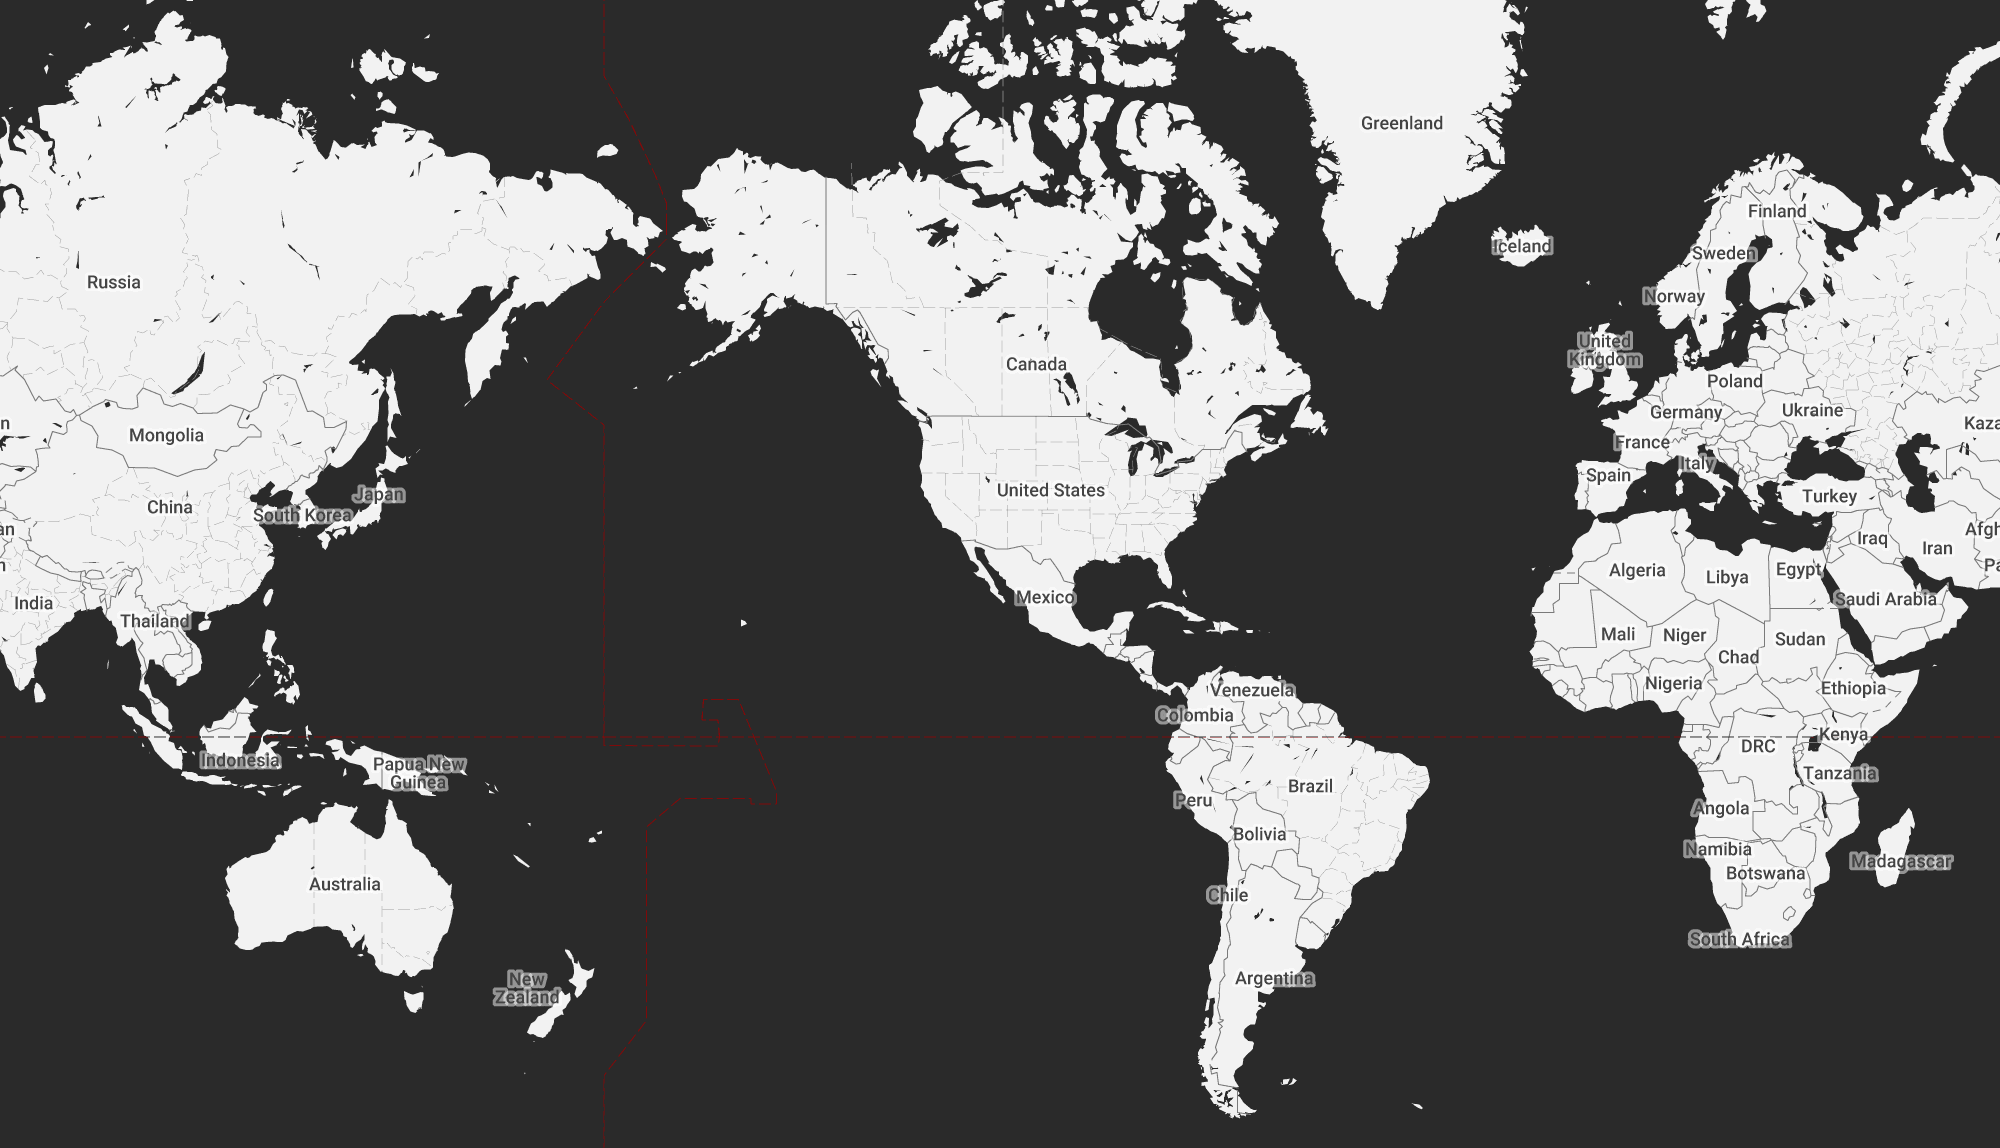 Greenland
Finland
Iceland
Sweden
Russia
Norway
United
Kingdom
Canada
Poland
Germany
Ukraine
n
Kaza
Mongolia
France
Italy
Spain
United States
Turkey
Japan
China
South Korea
an
Afgh
Iraq
Iran
n
Pa
Algeria
Libya
Egypt
India
Mexico
Saudi Arabia
Thailand
Mali
Niger
Sudan
Chad
Nigeria
Ethiopia
Venezuela
Colombia
Kenya
DRC
Indonesia
Papua New
Guinea
Tanzania
Brazil
Peru
Angola
Bolivia
Namibia
Madagascar
Botswana
Australia
Chile
South Africa
New
Zealand
Argentina